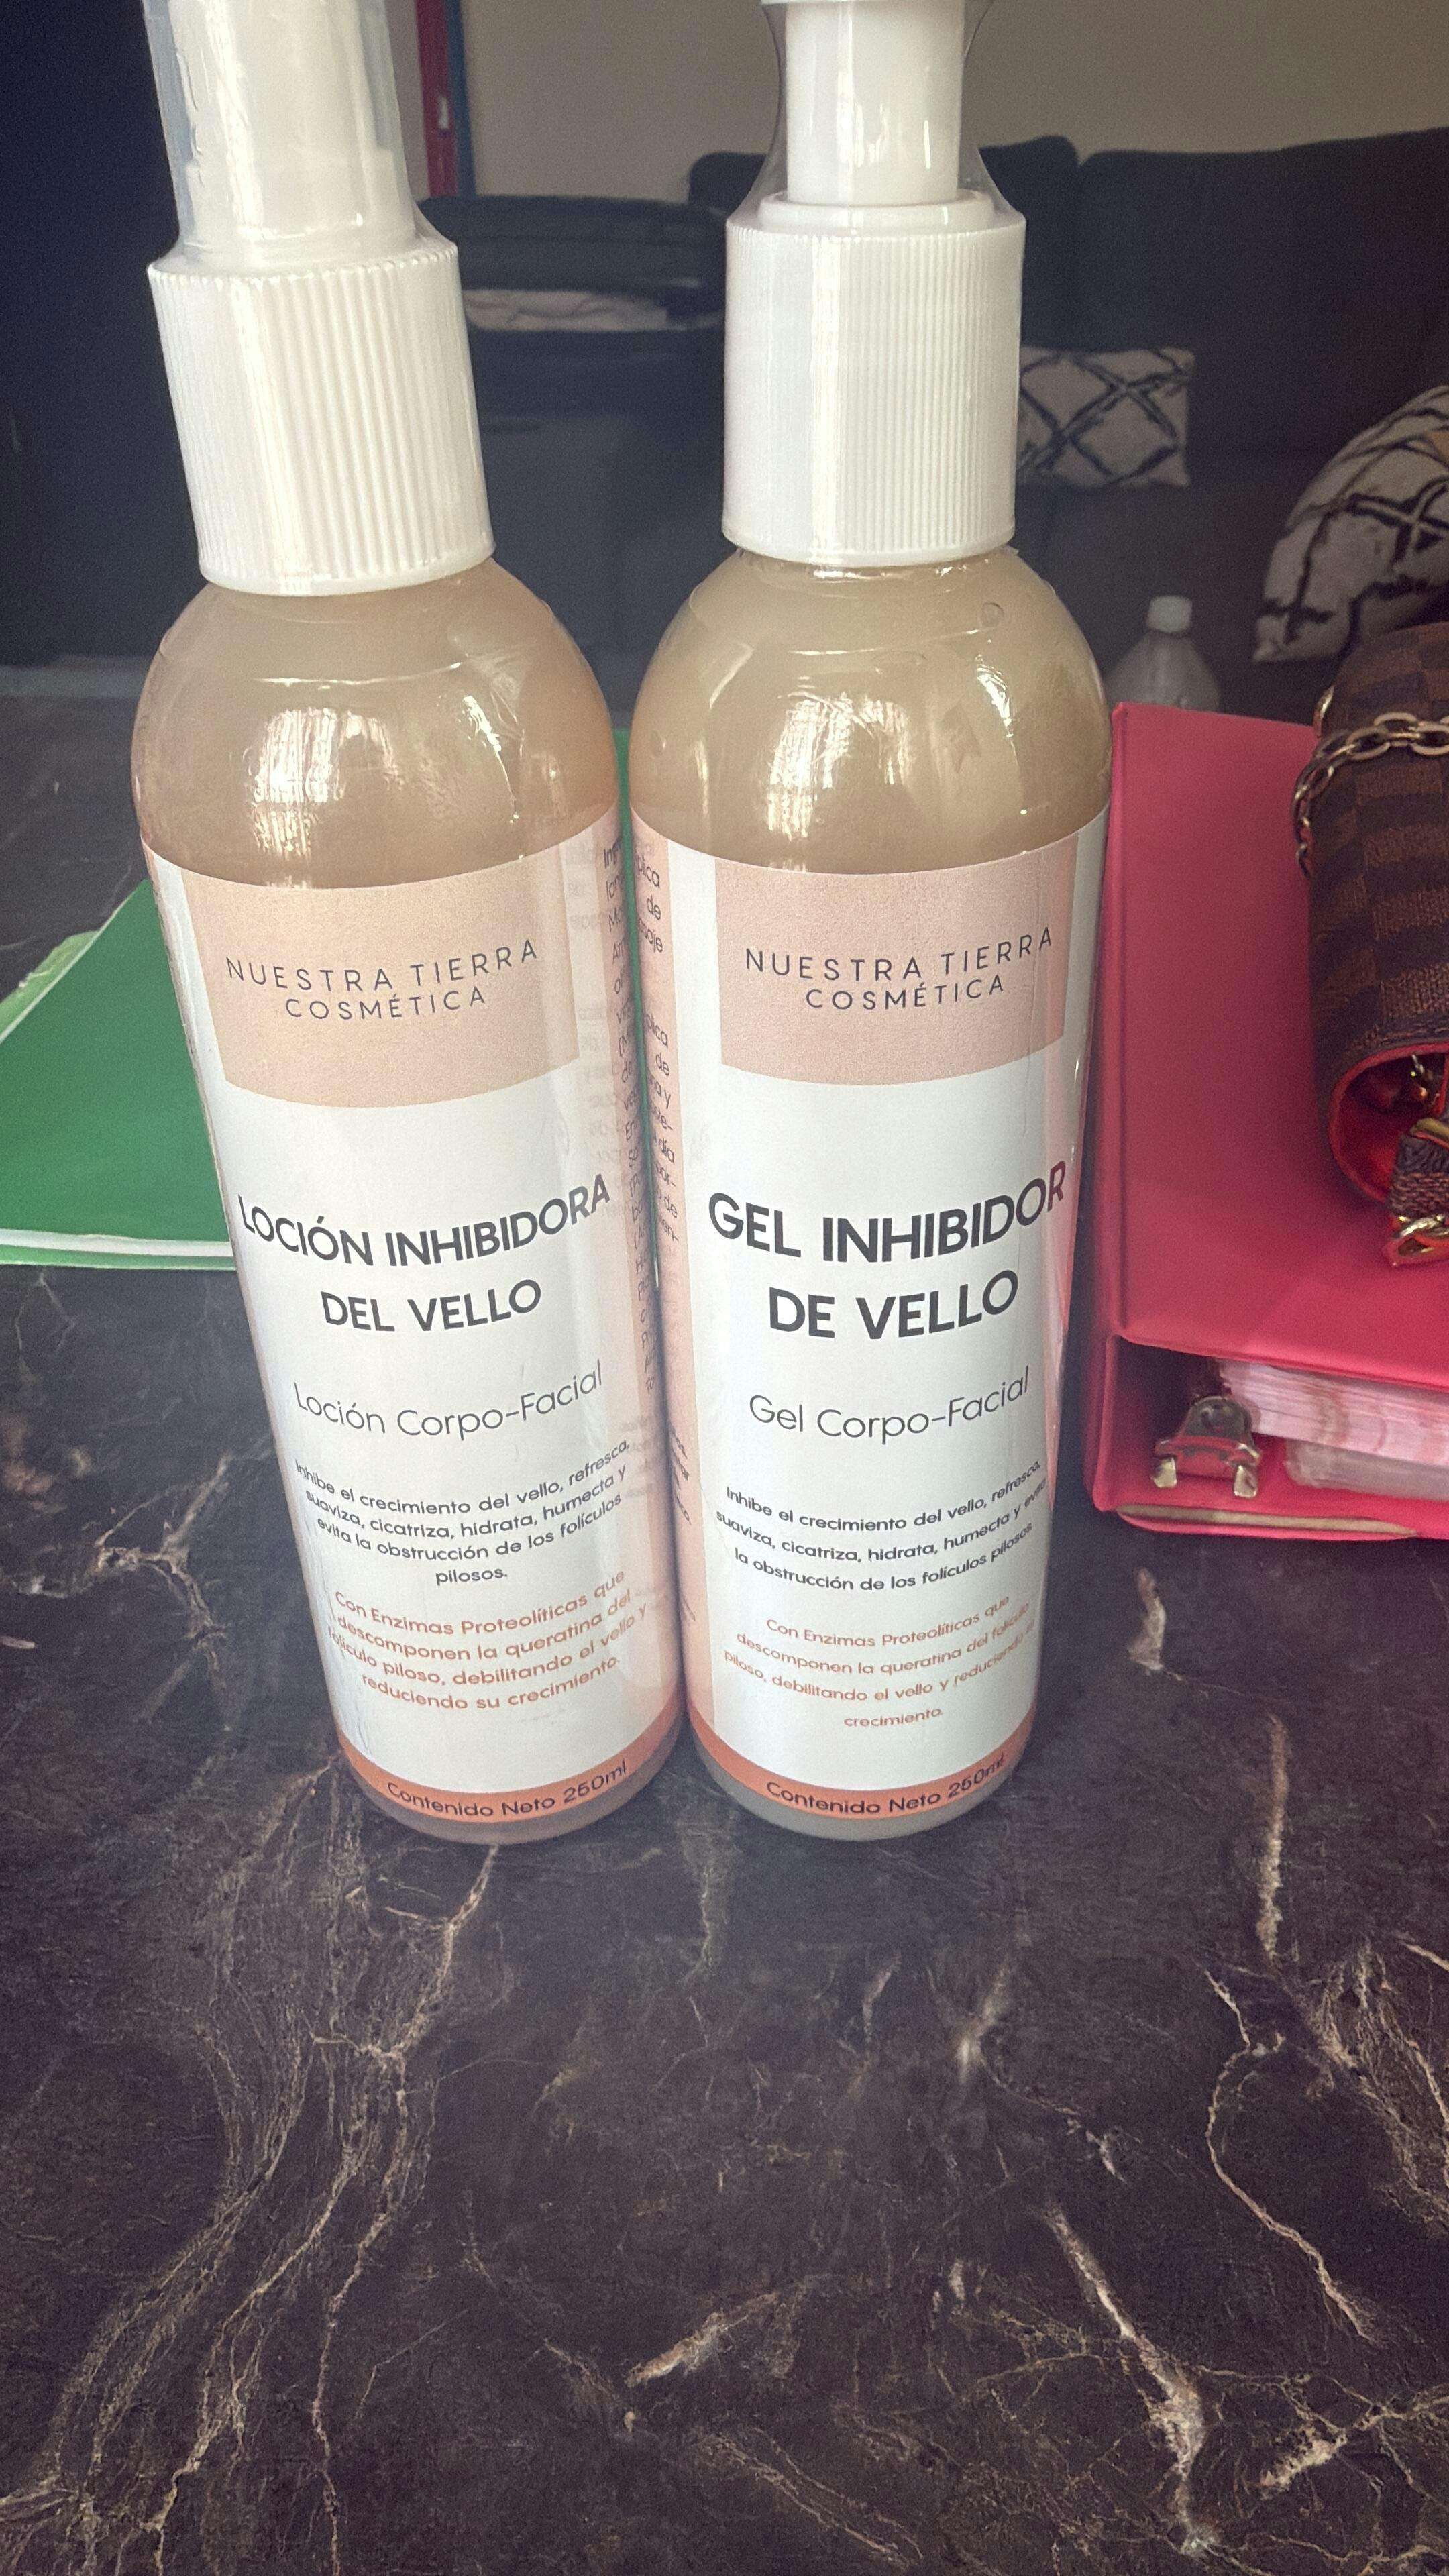 NUESTRA TIERRA
COSMÉTICA
LOCIÓN INHIBIDORA
DEL VELLO
Loción Corpo-Facial
Inhibe el crecimiento del vello, refresca,
suaviza, cicatriza, hidrata, humecta y
evita la obstrucción de los folículos
pilosos.
Con Enzimas Proteolíticas que
descomponen la queratina del
folículo piloso, debilitando el vello y
reduciendo su crecimiento.
Contenido Neto 250ml
NUESTRA TIERRA
COSMÉTICA
GEL INHIBIDOR
DE VELLO
Gel Corpo-Facial
Inhibe el crecimiento del vello, refresca,
suaviza, cicatriza, hidrata, humecta y evita
la obstrucción de los folículos pilosos.
Con Enzimas Proteolíticas que
descomponen la queratina del folículo
piloso, debilitando el vello y reduciendo
crecimiento.
Contenido Neto 250ml